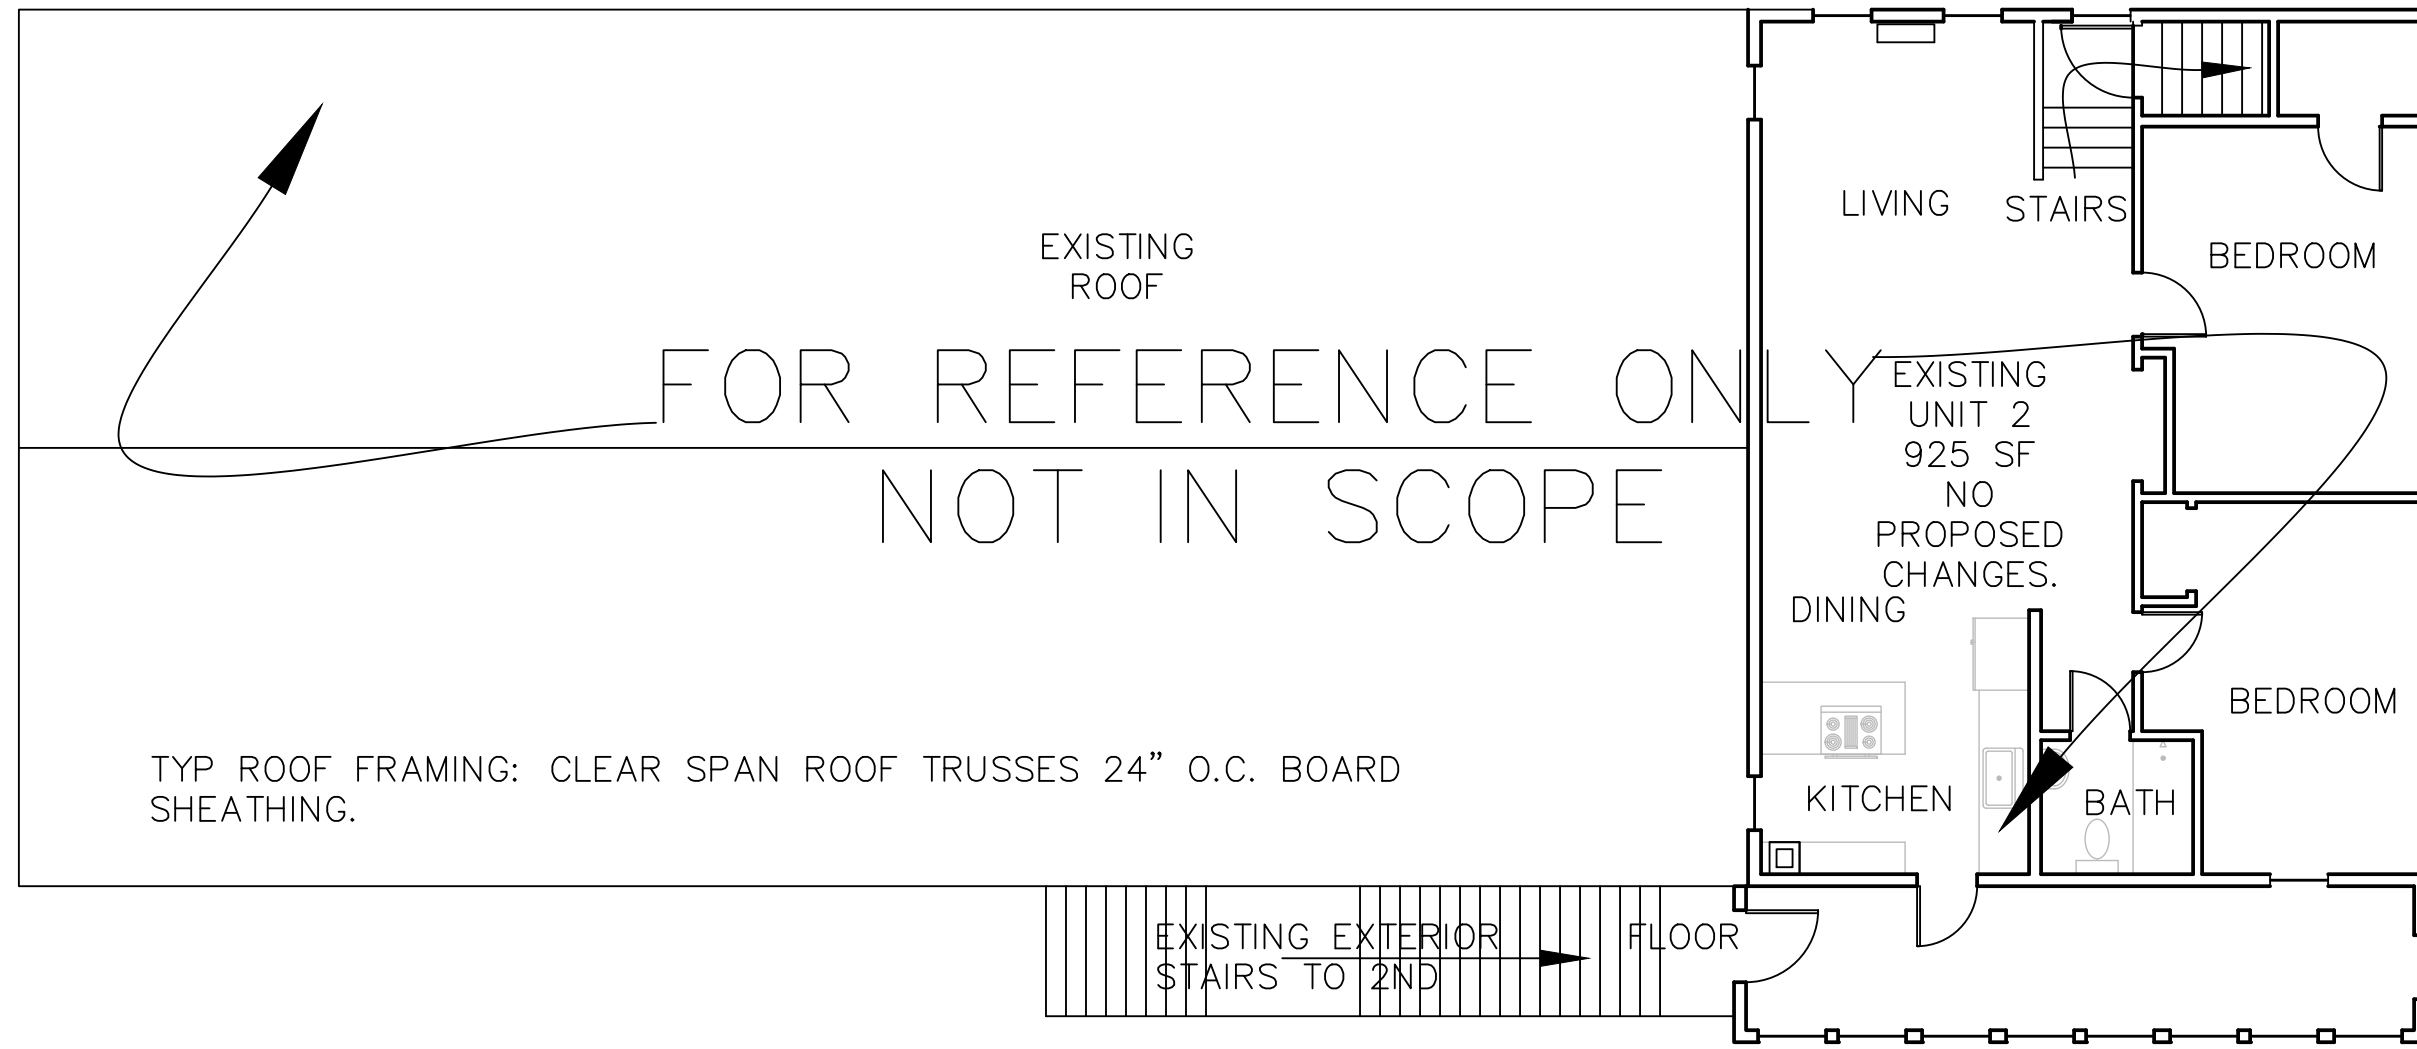 LIVING
STAIRS
EXISTING
ROOF
BEDROOM
FOR REFERENCE ONLY
NOT IN SCOPE
EXISTING
UNIT 2
925 SF
NO
PROPOSED
CHANGES.
DINING
BEDROOM
TYP ROOF FRAMING: CLEAR SPAN ROOF TRUSSES 24” O.C. BOARD
SHEATHING.
KITCHEN
BATH
EXISTING EXTERIOR FLOOR
STAIRS TO 2ND